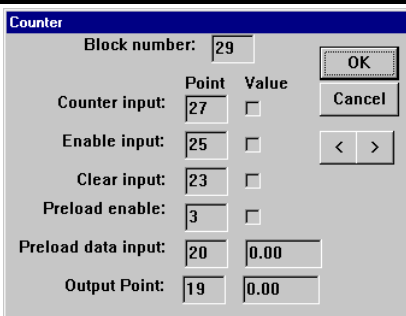 Counter
Block number: 29
OK
Point Value
Counter input: 27
Cancel
Enable input: 25
< >
Clear input: 23
Preload enable: 3
Preload data input: 20 0.00
Output Point: 19 0.00